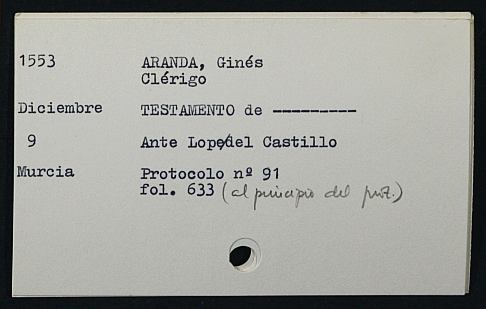 1553 ARANDA, Ginés
Clérigo
Diciembre TESTAMENTO de ---------
9 Ante Lope del Castillo
Murcia Protocolo nº 91
fol. 633 (al principio del prot.)